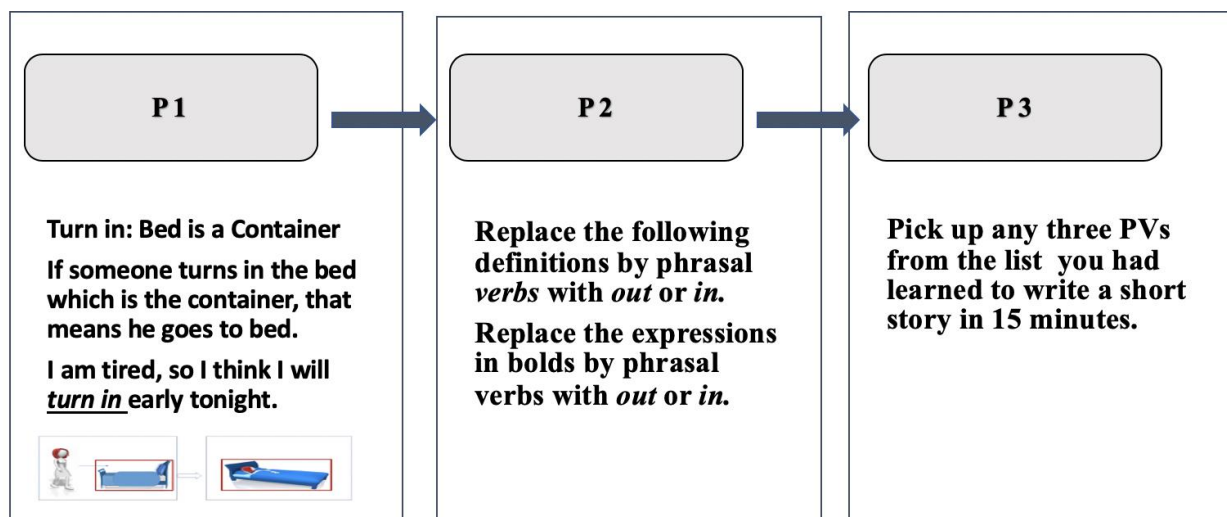 P 1
Turn in: Bed is a Container
If someone turns in the bed
which is the container, that
means he goes to bed.
I am tired, so I think I will
turn in early tonight.
P 2
Replace the following
definitions by phrasal
verbs with out or in.
Replace the expressions
in bolds by phrasal
verbs with out or in.
P 3
Pick up any three PVs
from the list you had
learned to write a short
story in 15 minutes.